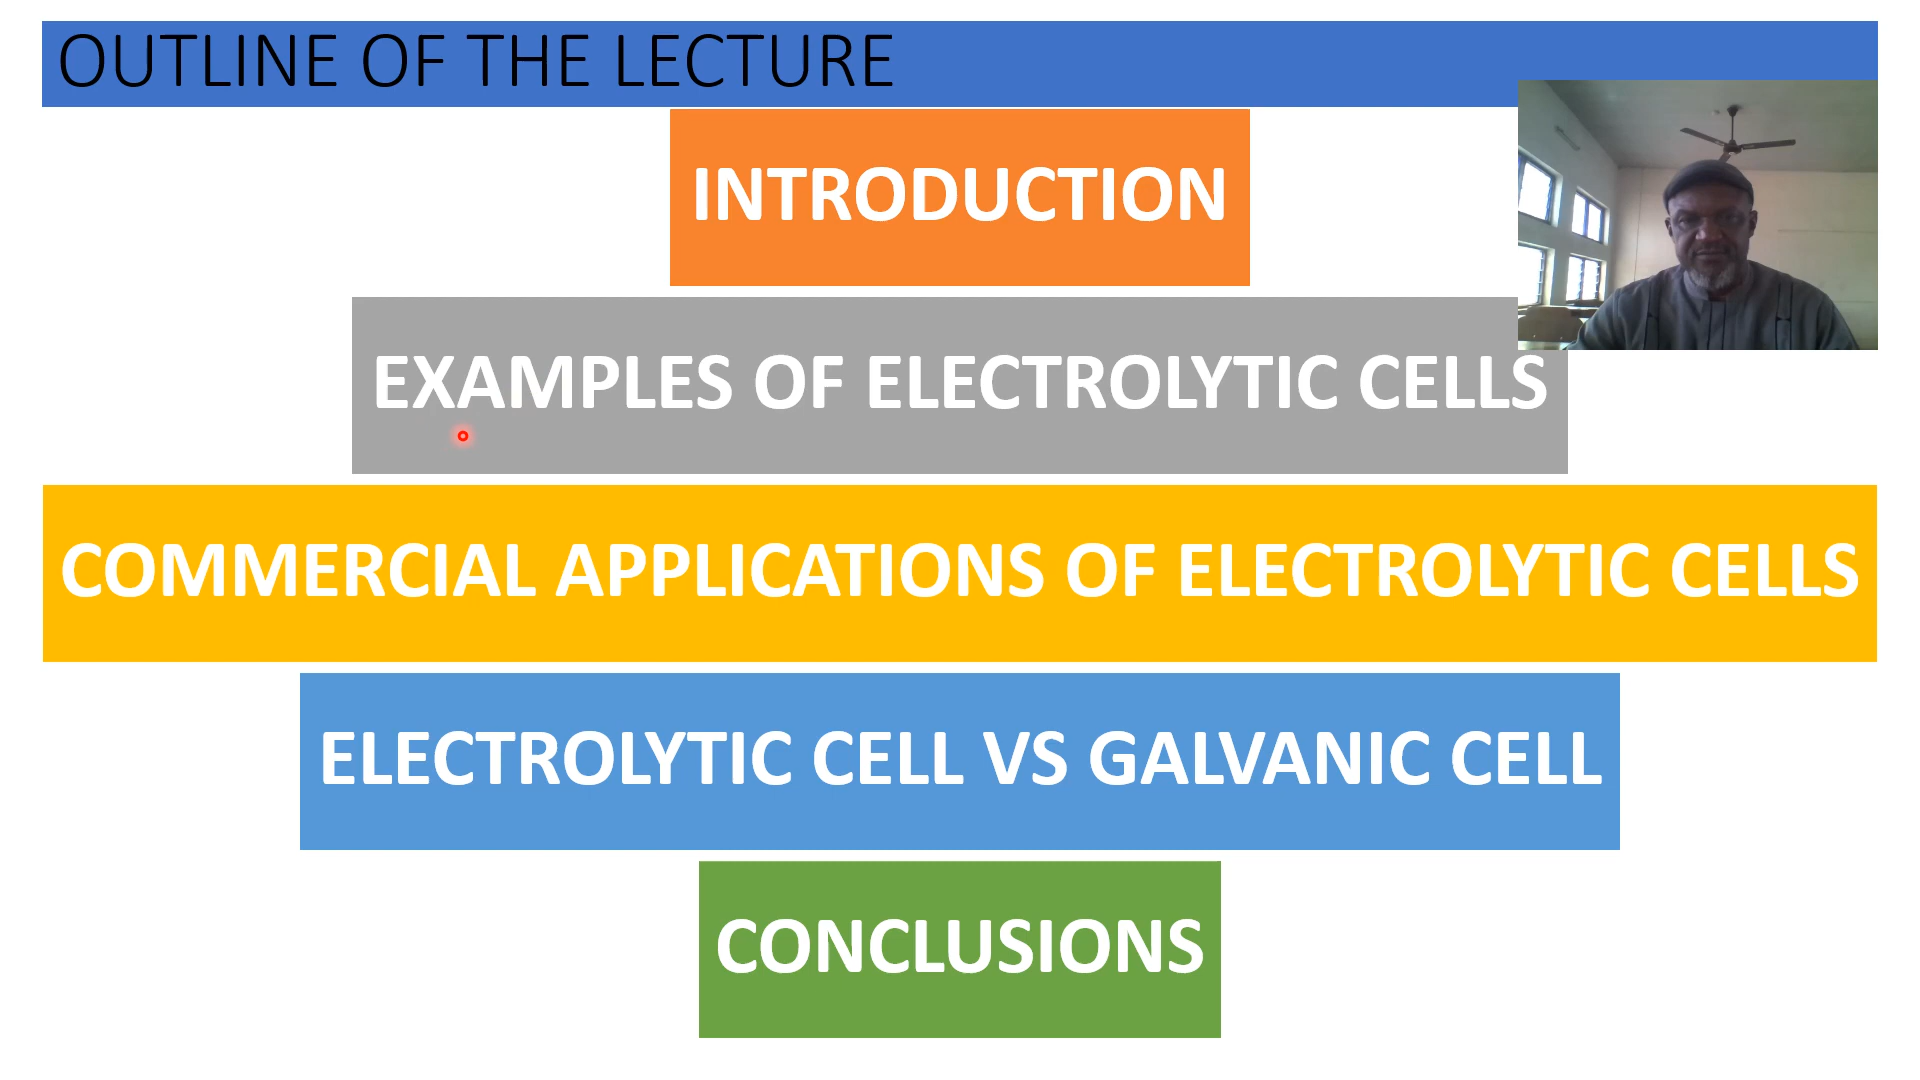 OUTLINE OF THE LECTURE
INTRODUCTION
EXAMPLES OF ELECTROLYTIC CELLS
COMMERCIAL APPLICATIONS OF ELECTROLYTIC CELLS
ELECTROLYTIC CELL VS GALVANIC CELL
CONCLUSIONS